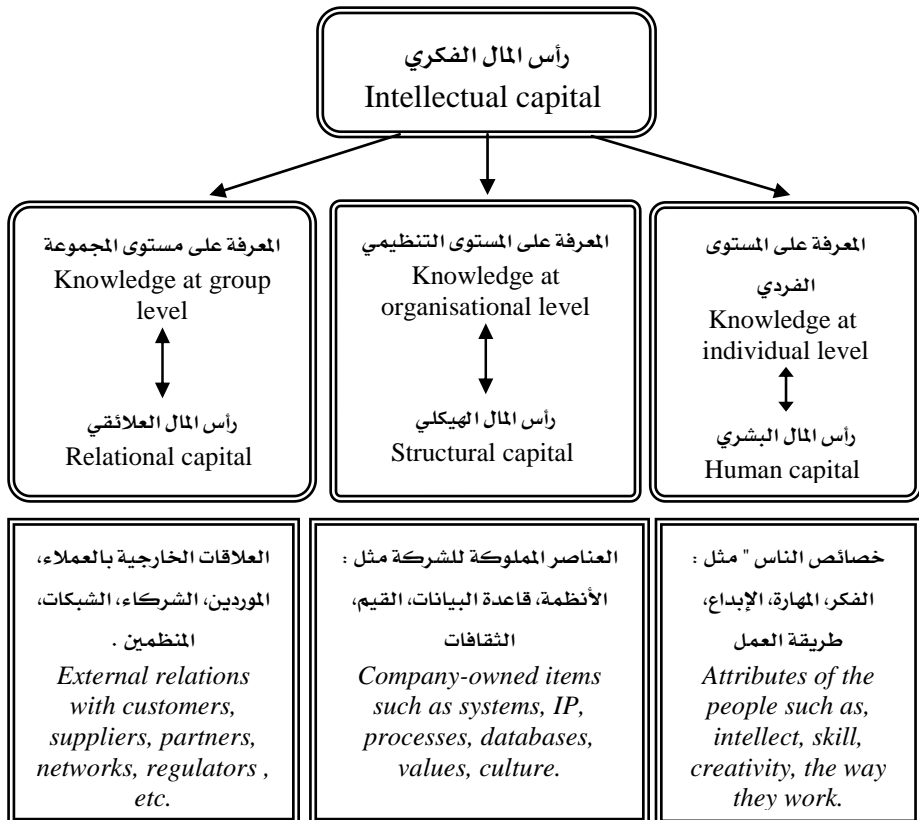 رأس المال الفكري
Intellectual capital
المعرفة على مستوى المجموعة
Knowledge at group
level
رأس المال العلائقي
Relational capital
المعرفة على المستوى التنظيمي
Knowledge at
organisational level
رأس المال الهيكلي
Structural capital
المعرفة على المستوى
الفردي
Knowledge at
individual level
رأس المال البشري
Human capital
العلاقات الخارجية بالعملاء،
الموردين، الشركاء، الشبكات،
المنظمين .
External relations
with customers,
suppliers, partners,
networks, regulators ,
etc.
العناصر المملوكة للشركة مثل :
الأنظمة، قاعدة البيانات، القيم،
الثقافات
Company-owned items
such as systems, IP,
processes, databases,
values, culture.
خصائص الناس " مثل :
الفكر، المهارة، الإبداع،
طريقة العمل
Attributes of the
people such as,
intellect, skill,
creativity, the way
they work.